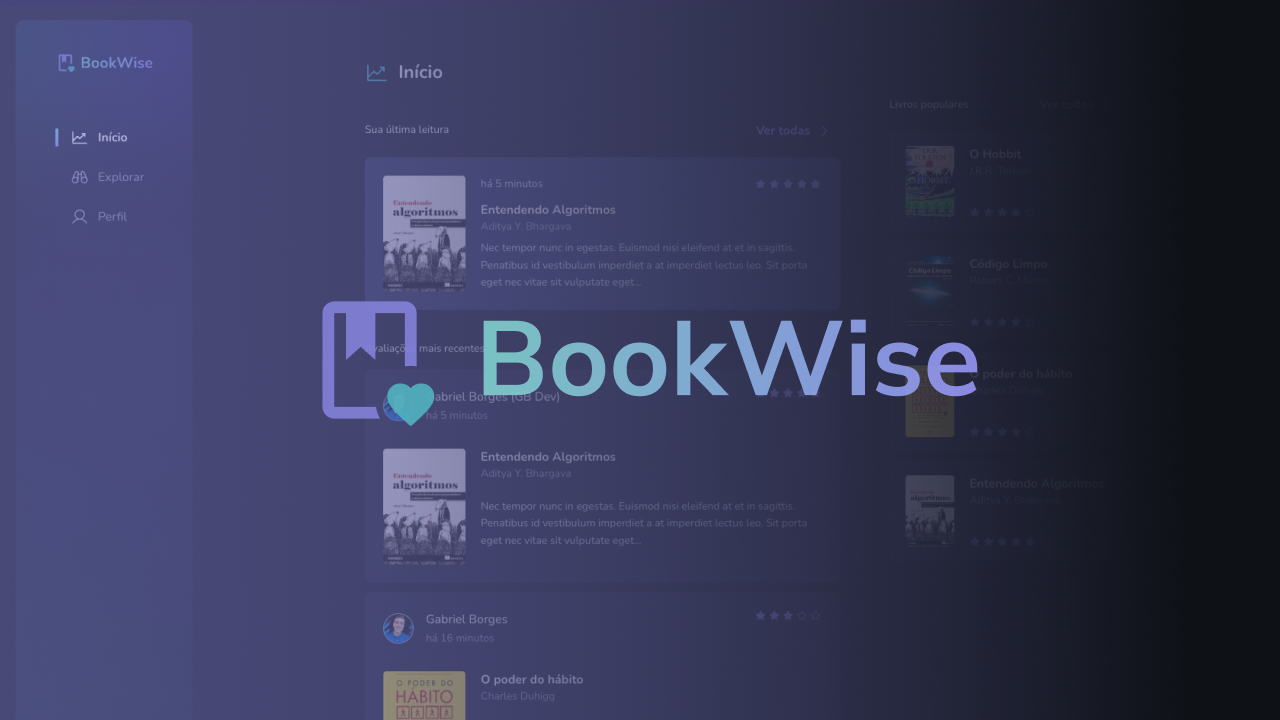 BookWise
Início
Explorar
Perfil
Início
Sua última leitura
Ver todas
há 5 minutos
Entendendo Algoritmos
Aditya Y. Bhargava
Nec tempor nunc in egestas. Euismod nisi eleifend at et in sagittis.
Penatibus id vestibulum imperdiet a at imperdiet lectus leo. Sit porta
eget nec vitae sit vulputate eget...
Entendendo
algoritmos
BookWise
mais recentes
Gabriel Borges (GB Dev)
há 5 minutos
Entendendo Algoritmos
Aditya Y. Bhargava
Nec tempor nunc in egestas. Euismod nisi eleifend at et in sagittis.
Penatibus id vestibulum imperdiet a at imperdiet lectus leo. Sit porta
eget nec vitae sit vulputate eget...
Entendendo
algoritmos
Gabriel Borges
há 16 minutos
O poder do hábito
Charles Duhigg
O PODER DO
HÁBITO
Livros populares
Ver todos
O Hobbit
J.R.R. Tolkien
Código Limpo
Código Limpo
Robert C. Martin
O poder do hábito
Charles Duhigg
Entendendo Algoritmos
Aditya Y. Bhargava
algoritmos